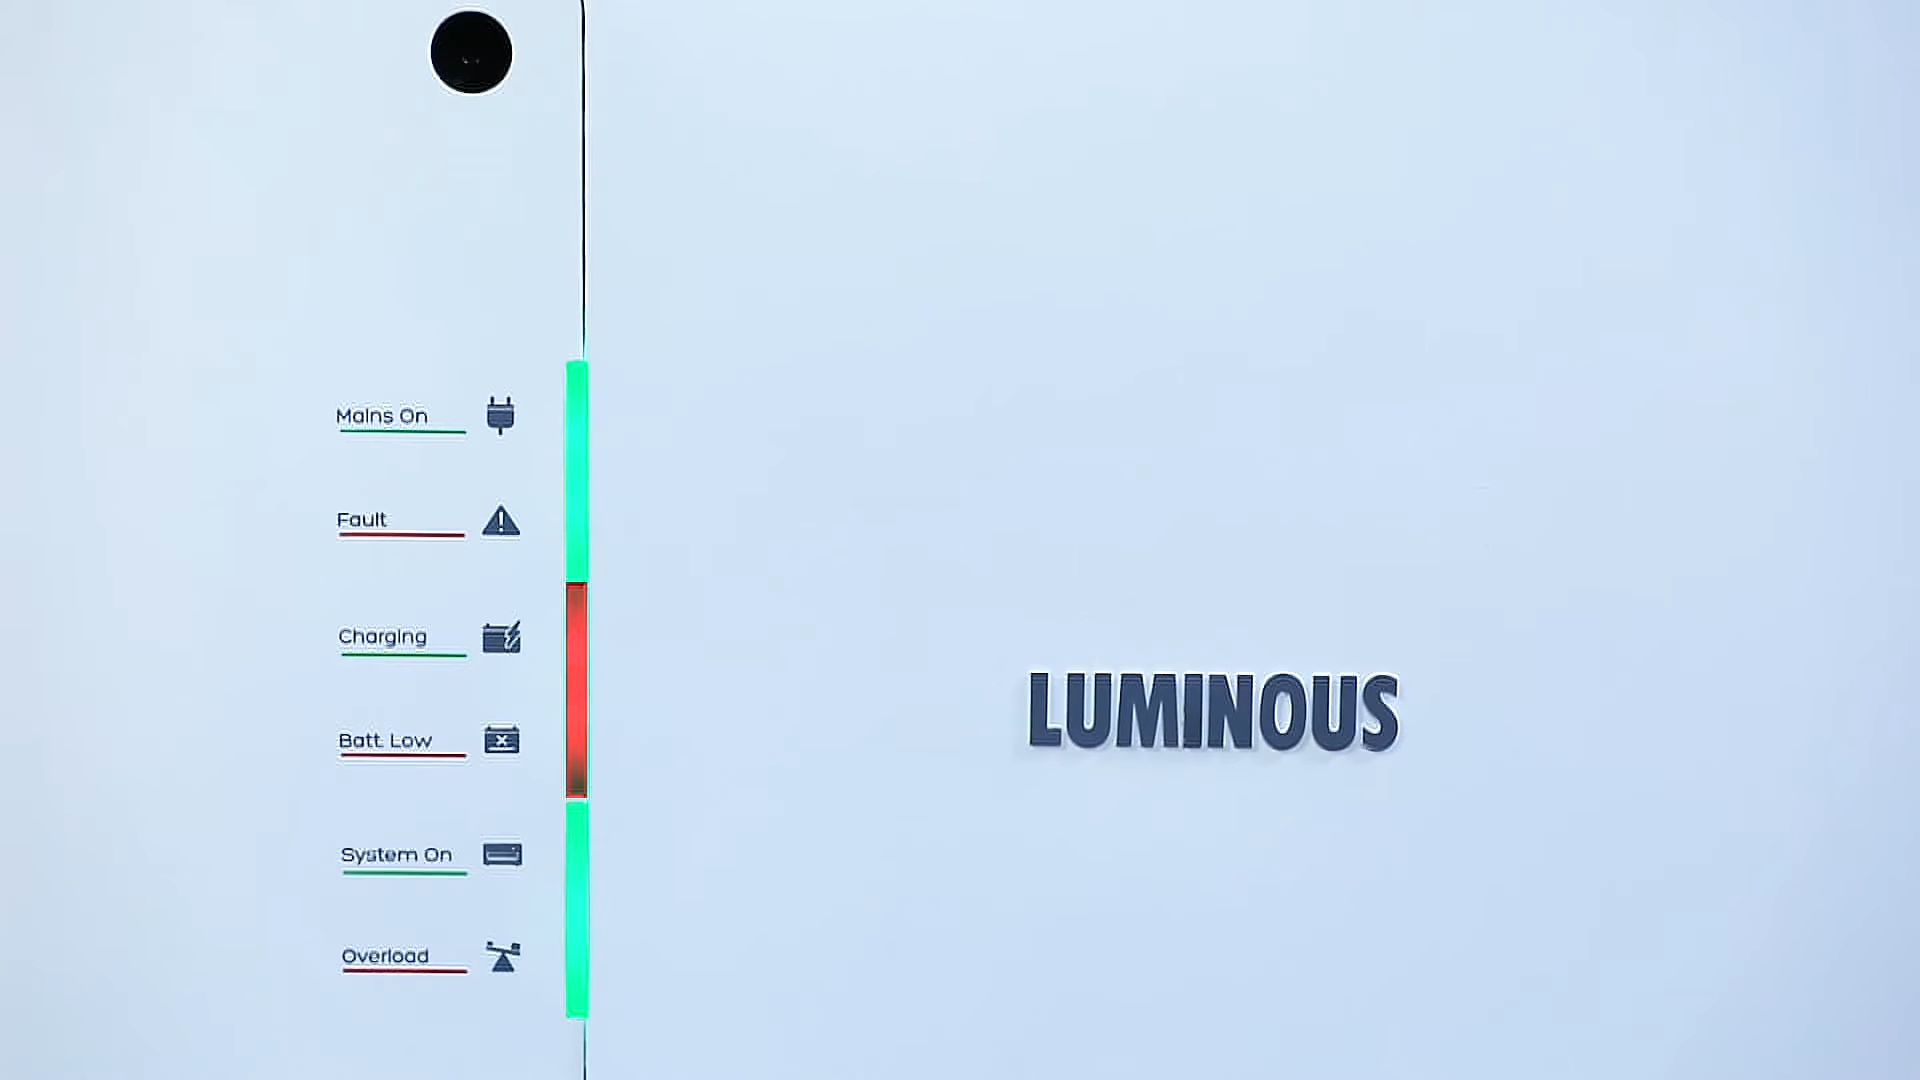 Mains On
Fault
Charging
Batt. Low
System On
Overload
LUMINOUS